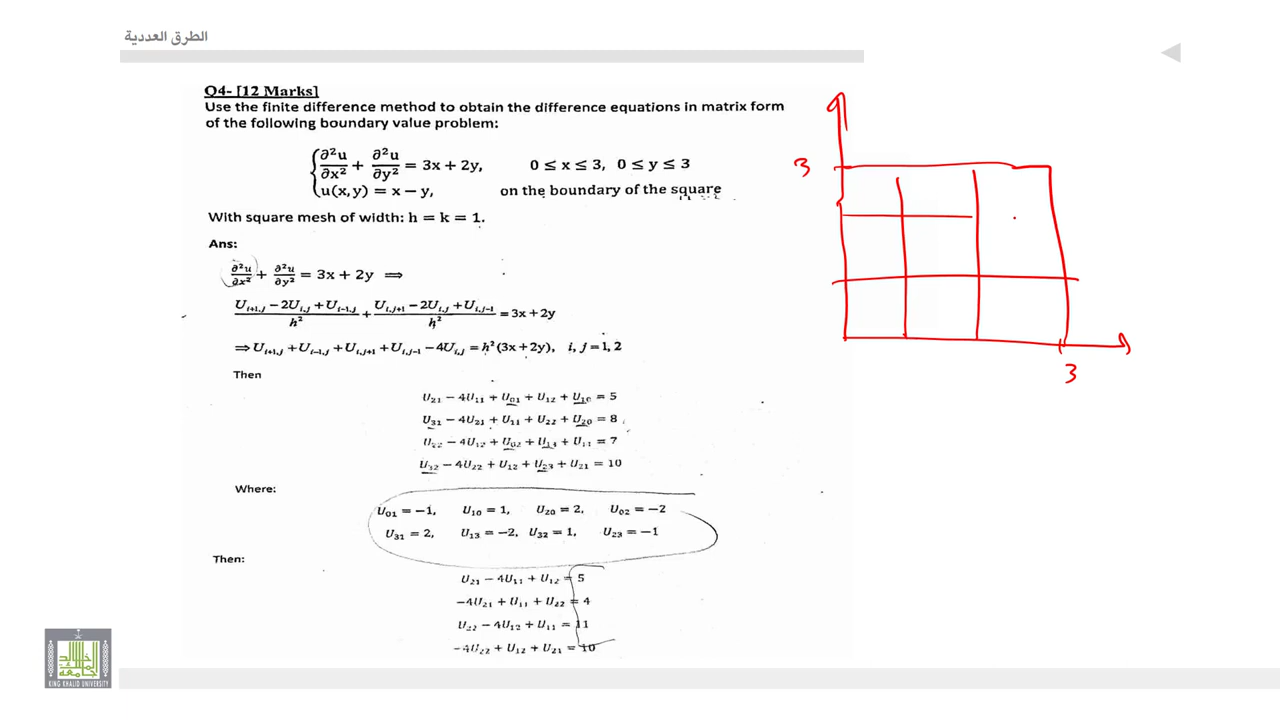 الطرق العددية
Q4- [12 Marks]
Use the finite difference method to obtain the difference equations in matrix form
of the following boundary value problem:
{∂²u/∂x² + ∂²u/∂y² = 3x + 2y, 0 ≤ x ≤ 3, 0 ≤ y ≤ 3
u(x, y) = x − y, on the boundary of the square
With square mesh of width: h = k = 1.
Ans:
∂²u/∂x² + ∂²u/∂y² = 3x + 2y ⟹
(U_{i+1,j} − 2U_{i,j} + U_{i−1,j})/h² + (U_{i,j+1} − 2U_{i,j} + U_{i,j−1})/h² = 3x + 2y
⟹ U_{i+1,j} + U_{i−1,j} + U_{i,j+1} + U_{i,j−1} − 4U_{i,j} = h²(3x + 2y), i, j = 1, 2
Then
U₂₁ − 4U₁₁ + U₀₁ + U₁₂ + U₁₀ = 5
U₃₁ − 4U₂₁ + U₁₁ + U₂₂ + U₂₀ = 8
U₂₂ − 4U₁₂ + U₀₂ + U₁₃ + U₁₁ = 7
U₃₂ − 4U₂₂ + U₁₂ + U₂₃ + U₂₁ = 10
Where:
U₀₁ = −1, U₁₀ = 1, U₂₀ = 2, U₀₂ = −2
U₃₁ = 2, U₁₃ = −2, U₃₂ = 1, U₂₃ = −1
Then:
U₂₁ − 4U₁₁ + U₁₂ = 5
−4U₂₁ + U₁₁ + U₂₂ = 4
U₂₂ − 4U₁₂ + U₁₁ = 11
−4U₂₂ + U₁₂ + U₂₁ = 10
3
3
جامعة الملك خالد
KING KHALID UNIVERSITY